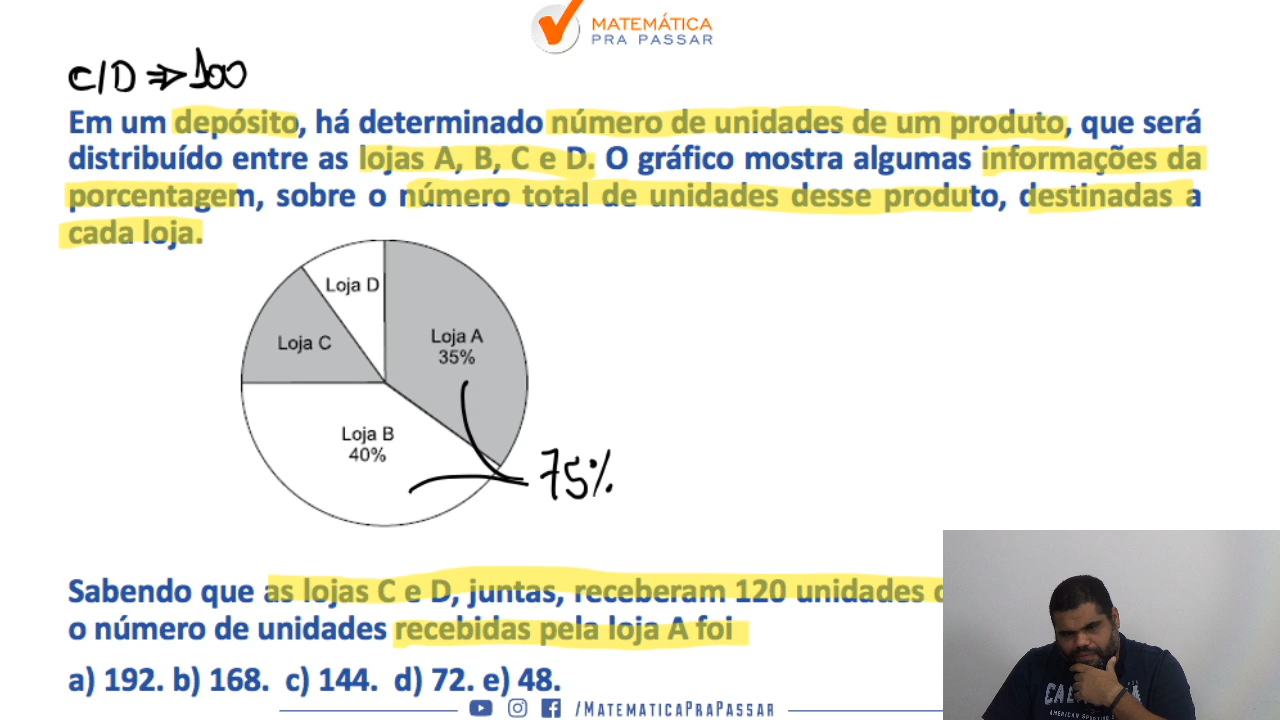 MATEMÁTICA
PRA PASSAR
C/D ⇒ 100
Em um depósito, há determinado número de unidades de um produto, que será
distribuído entre as lojas A, B, C e D. O gráfico mostra algumas informações da
porcentagem, sobre o número total de unidades desse produto, destinadas a
cada loja.
Loja D
Loja A
35%
Loja C
Loja B
40%
75%
Sabendo que as lojas C e D, juntas, receberam 120 unidades
o número de unidades recebidas pela loja A foi
a) 192. b) 168. c) 144. d) 72. e) 48.
/MATEMATICAPRAPASSAR